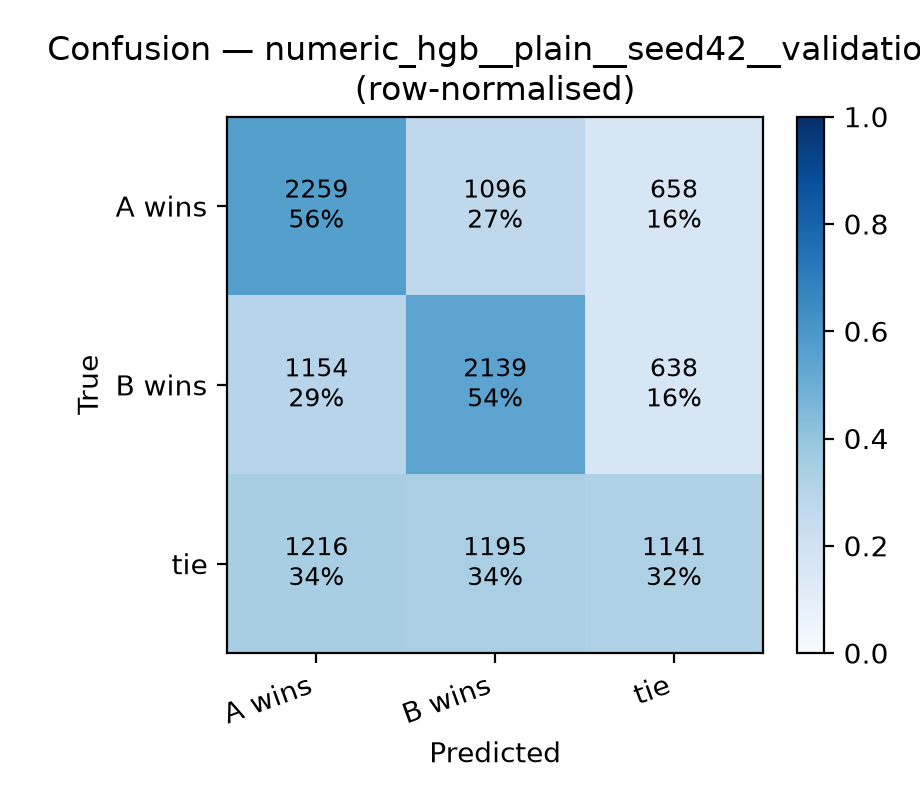 Confusion — numeric_hgb__plain__seed42__validatio
(row-normalised)
1.0
0.8
0.6
0.4
0.2
0.0
True
A wins
2259
1096
658
56%
27%
16%
B wins
1154
2139
638
29%
54%
16%
tie
1216
1195
1141
34%
34%
32%
A wins
B wins
tie
Predicted